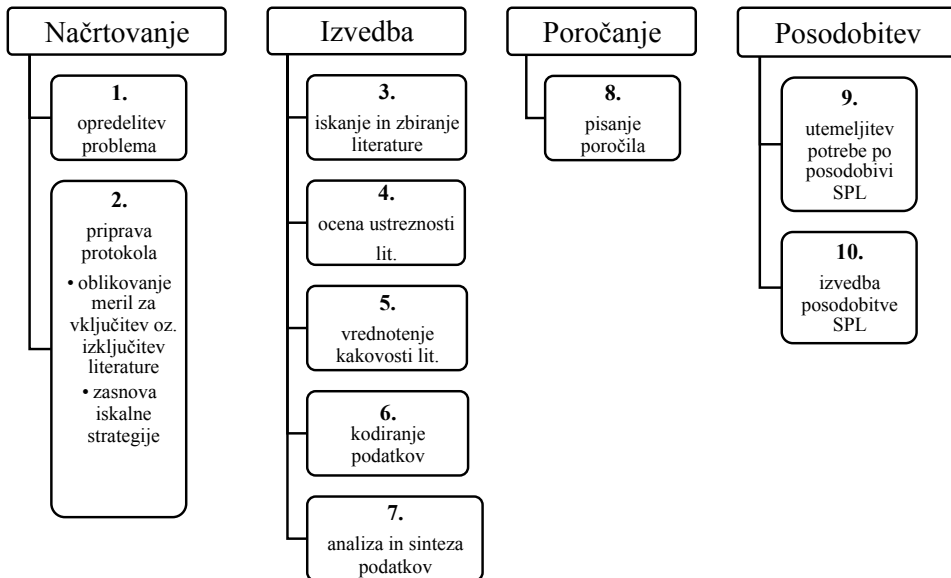 Načrtovanje
1.
opredelitev
problema
2.
priprava
protokola
• oblikovanje
meril za
vključitev oz.
izključitev
literature
• zasnova
iskalne
strategije
Izvedba
3.
iskanje in zbiranje
literature
4.
ocena ustreznosti
lit.
5.
vrednotenje
kakovosti lit.
6.
kodiranje
podatkov
7.
analiza in sinteza
podatkov
Poročanje
8.
pisanje
poročila
Posodobitev
9.
utemeljitev
potrebe po
posodobivi
SPL
10.
izvedba
posodobitve
SPL